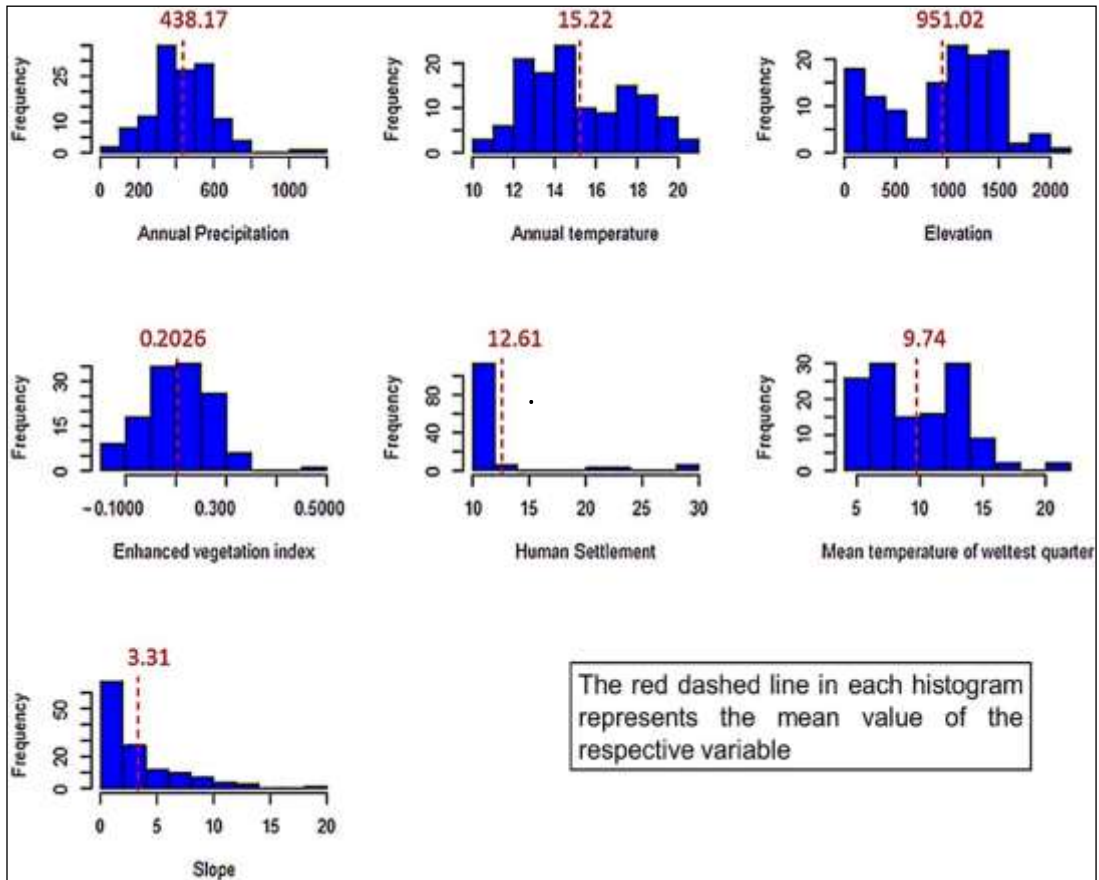 438.17
Frequency
0 10 25
0 200 600 1000
Annual Precipitation
15.22
Frequency
0 10 20
10 12 14 16 18 20
Annual temperature
951.02
Frequency
0 10 20
0 500 1000 1500 2000
Elevation
0.2026
Frequency
0 15 30
-0.1000 0.300 0.5000
Enhanced vegetation index
12.61
Frequency
0 40 80
10 15 20 25 30
Human Settlement
9.74
Frequency
0 10 20 30
5 10 15 20
Mean temperature of wettest quarter
3.31
Frequency
0 20 50
0 5 10 15 20
Slope
The red dashed line in each histogram
represents the mean value of the
respective variable